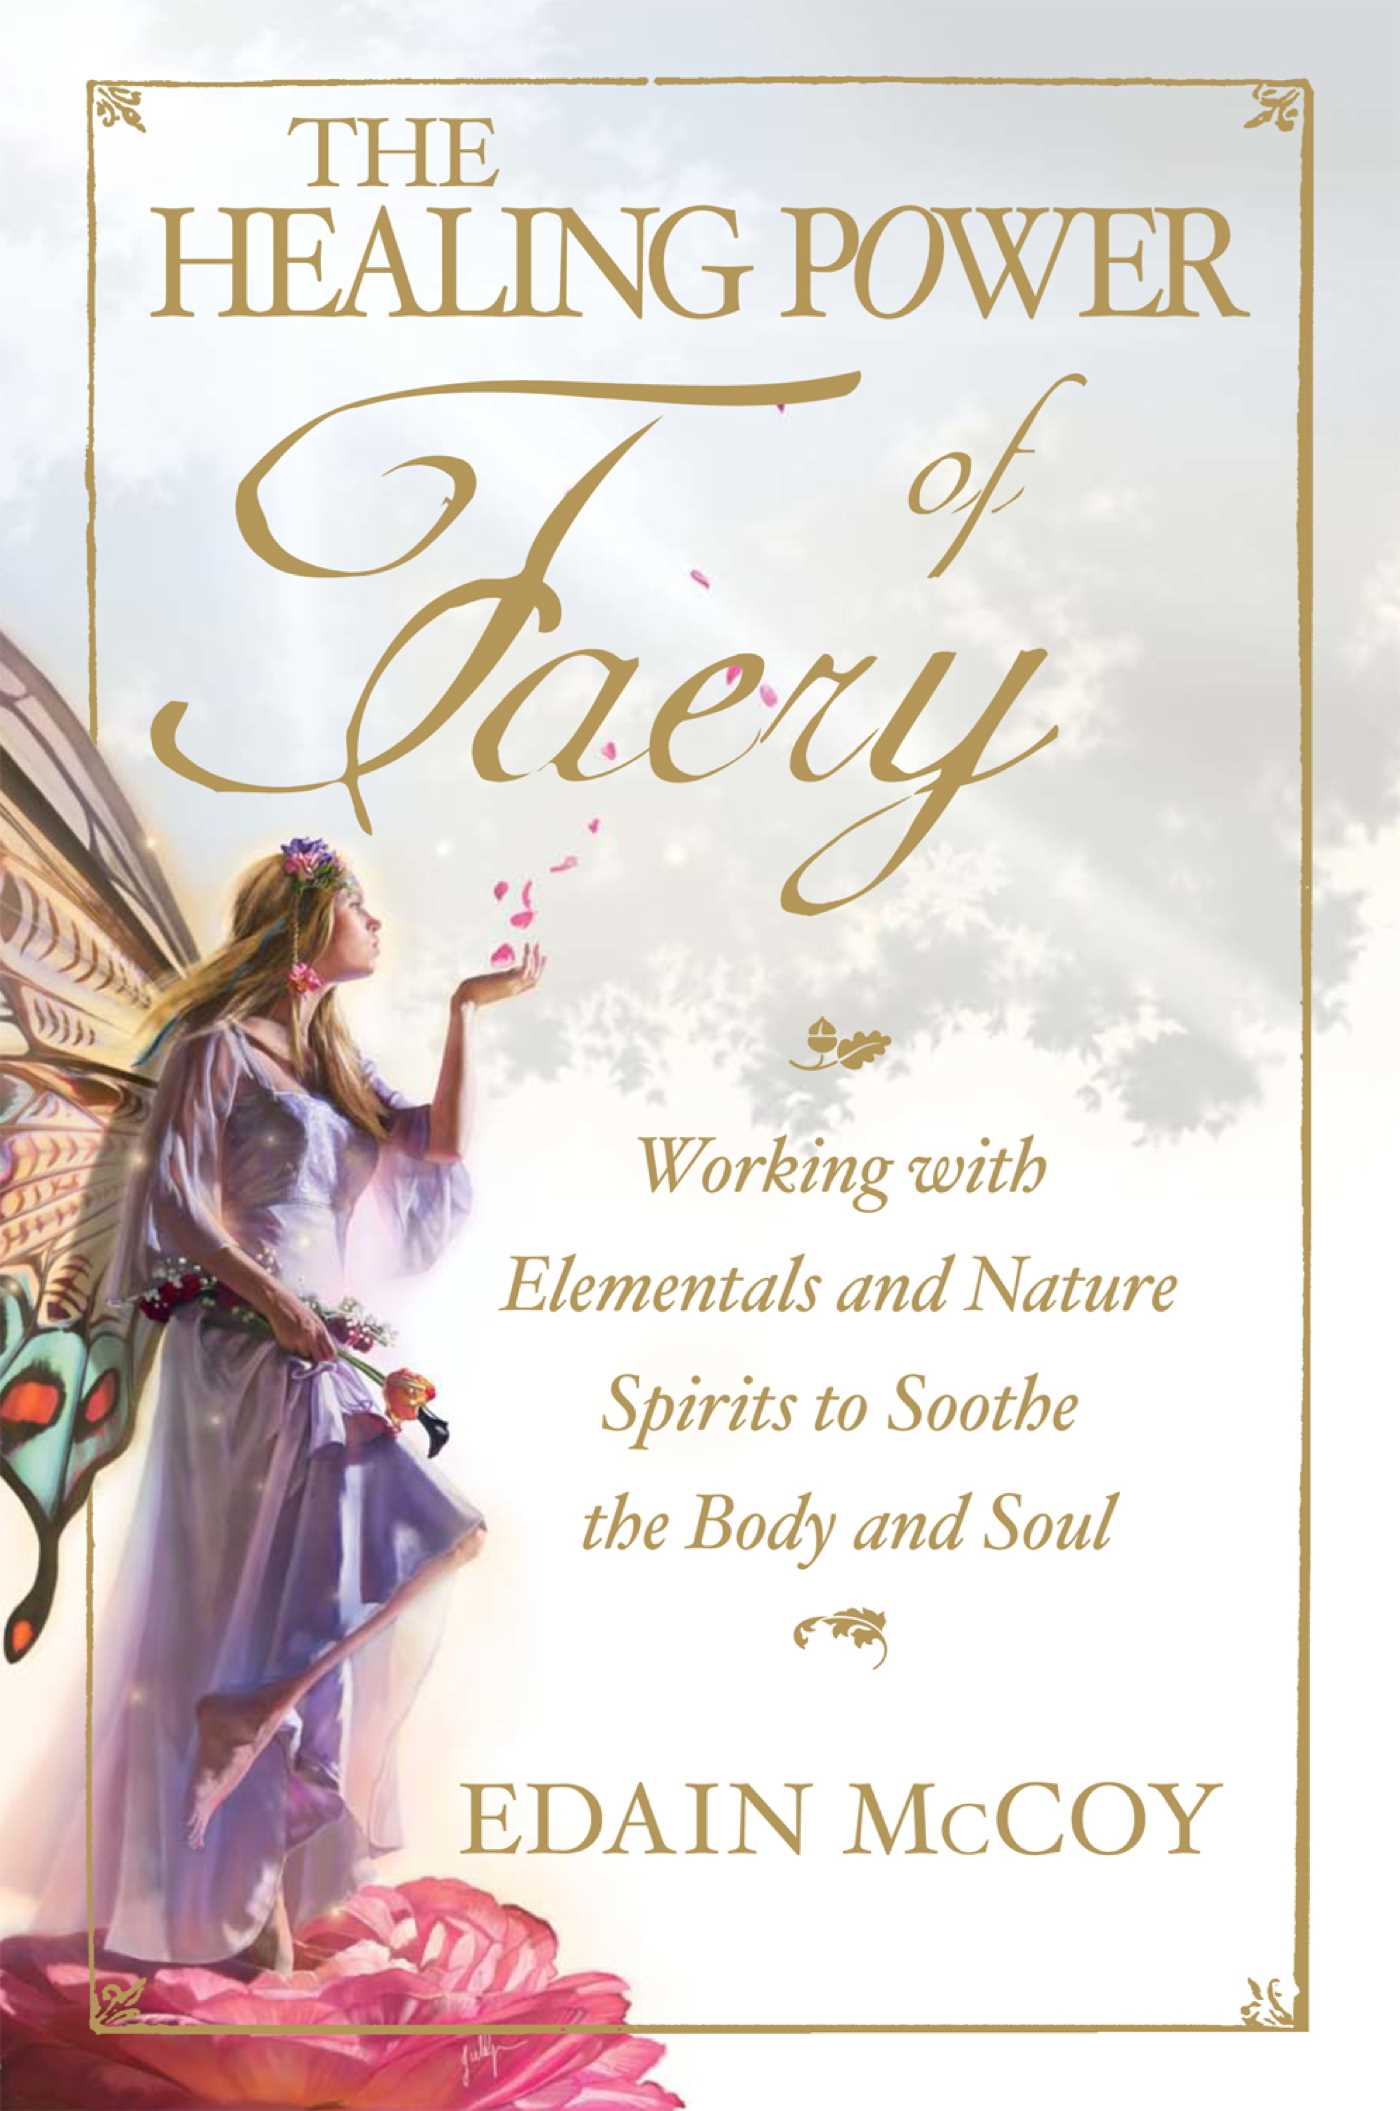 THE
HEALING POWER
of
Faery
Working with
Elementals and Nature
Spirits to Soothe
the Body and Soul
EDAIN McCOY